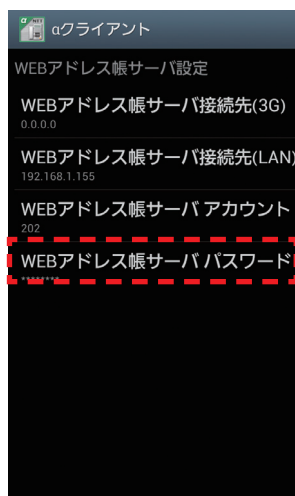 αクライアント
WEBアドレス帳サーバ設定
WEBアドレス帳サーバ接続先(3G)
0.0.0.0
WEBアドレス帳サーバ接続先(LAN)
192.168.1.155
WEBアドレス帳サーバ アカウント
202
WEBアドレス帳サーバ パスワード
********